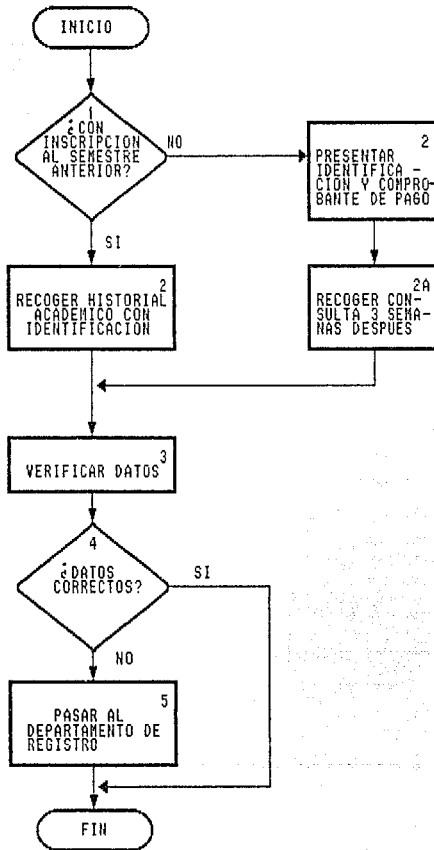 INICIO
1
¿CON
INSCRIPCION
AL SEMESTRE
ANTERIOR?
NO
2
PRESENTAR
IDENTIFICA -
CION Y COMPRO-
BANTE DE PAGO
SI
2
RECOGER HISTORIAL
ACADEMICO CON
IDENTIFICACION
2A
RECOGER CON-
SULTA 3 SEMA-
NAS DESPUES
3
VERIFICAR DATOS
4
¿DATOS
CORRECTOS?
SI
NO
5
PASAR AL
DEPARTAMENTO DE
REGISTRO
FIN